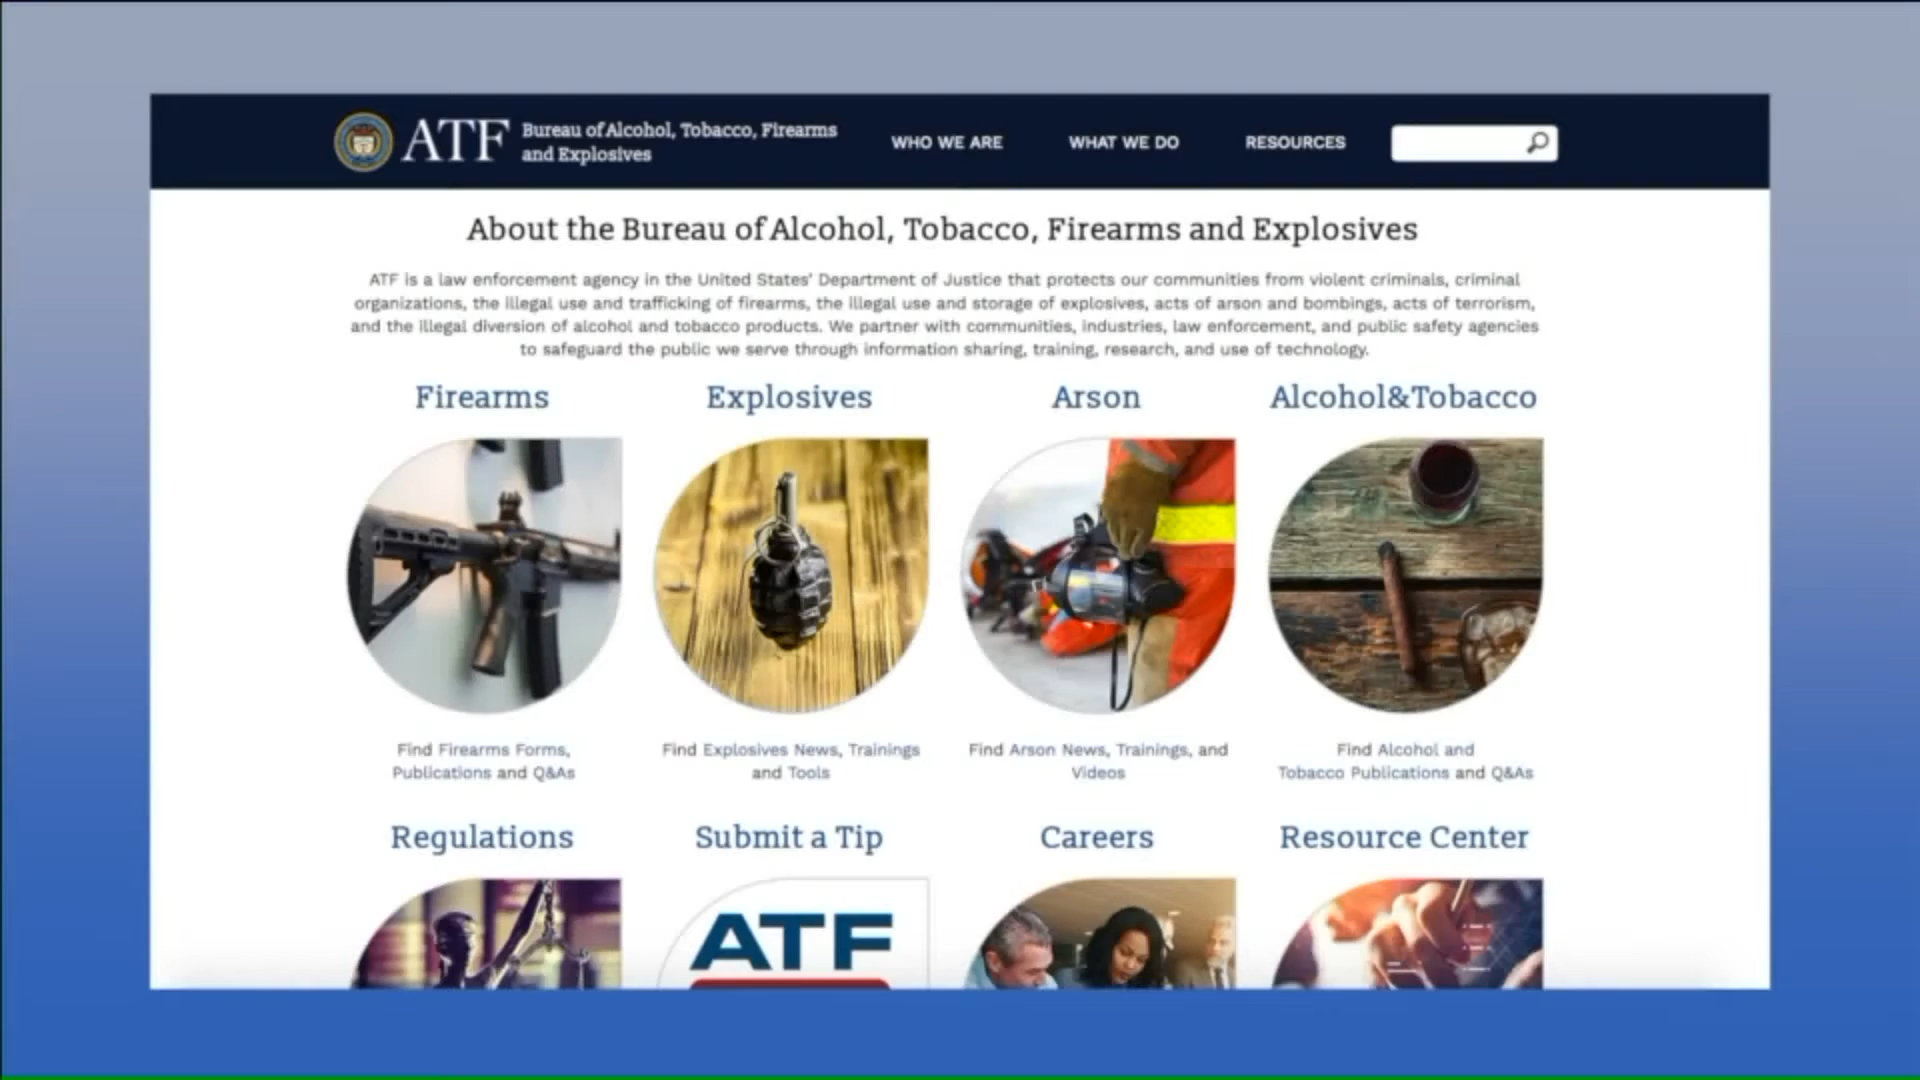 ATF Bureau of Alcohol, Tobacco, Firearms
and Explosives
WHO WE ARE
WHAT WE DO
RESOURCES
About the Bureau of Alcohol, Tobacco, Firearms and Explosives
ATF is a law enforcement agency in the United States' Department of Justice that protects our communities from violent criminals, criminal
organizations, the illegal use and trafficking of firearms, the illegal use and storage of explosives, acts of arson and bombings, acts of terrorism,
and the illegal diversion of alcohol and tobacco products. We partner with communities, industries, law enforcement, and public safety agencies
to safeguard the public we serve through information sharing, training, research, and use of technology.
Firearms
Explosives
Arson
Alcohol&Tobacco
Find Firearms Forms,
Publications and Q&As
Find Explosives News, Trainings
and Tools
Find Arson News, Trainings, and
Videos
Find Alcohol and
Tobacco Publications and Q&As
Regulations
Submit a Tip
Careers
Resource Center
ATF